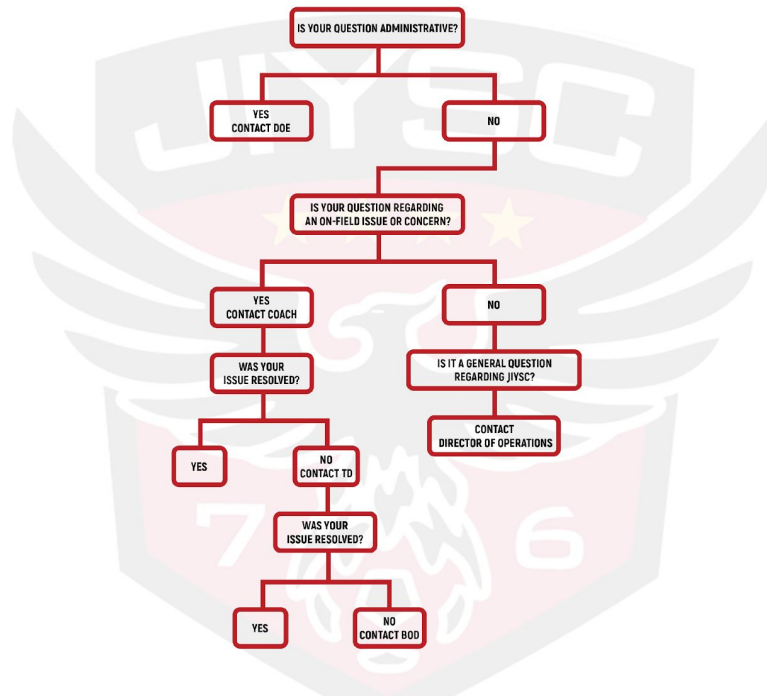 JIYSC
IS YOUR QUESTION ADMINISTRATIVE?
YES
CONTACT DOE
NO
IS YOUR QUESTION REGARDING
AN ON-FIELD ISSUE OR CONCERN?
YES
CONTACT COACH
NO
WAS YOUR
ISSUE RESOLVED?
IS IT A GENERAL QUESTION
REGARDING JIYSC?
CONTACT
DIRECTOR OF OPERATIONS
YES
NO
CONTACT TD
WAS YOUR
ISSUE RESOLVED?
7 6
YES
NO
CONTACT BOD